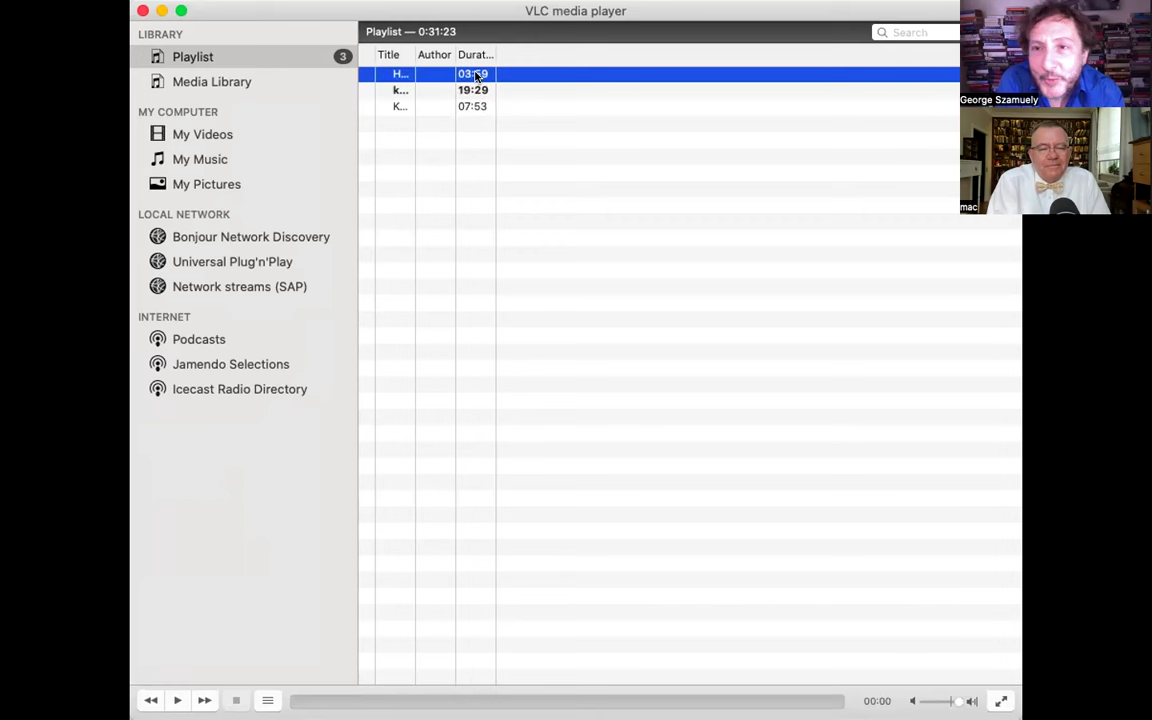 VLC media player
LIBRARY
Playlist 3
Media Library
MY COMPUTER
My Videos
My Music
My Pictures
LOCAL NETWORK
Bonjour Network Discovery
Universal Plug'n'Play
Network streams (SAP)
INTERNET
Podcasts
Jamendo Selections
Icecast Radio Directory
Playlist — 0:31:23
Search
Title Author Durat...
H...
k... 19:29
K... 07:53
00:00
George Szamuely
mac